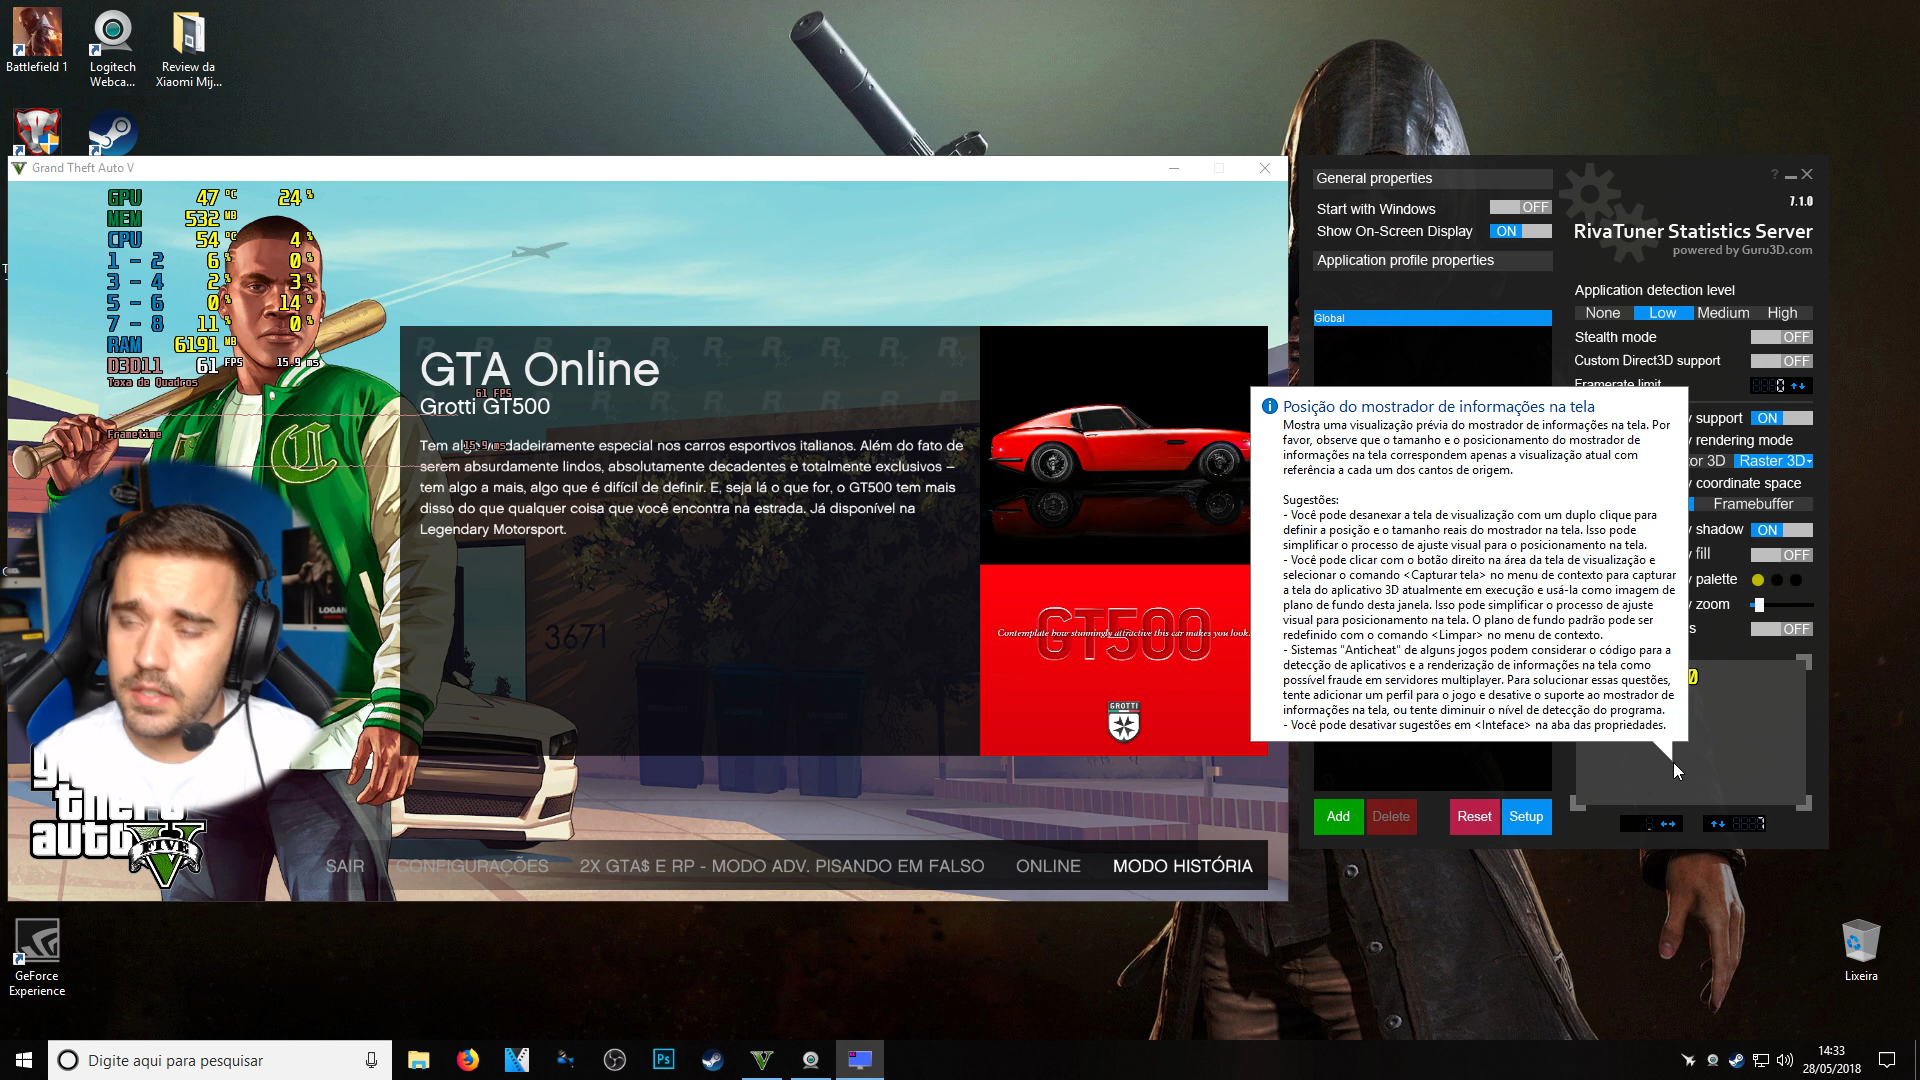 Battlefield 1
Logitech
Webca...
Review da
Xiaomi Mij...
Grand Theft Auto V
GPU 47 °C 24 %
MEM 532 MB
CPU 54 °C 4 %
1 - 2 6 % 0 %
3 - 4 2 % 3 %
5 - 6 0 % 14 %
7 - 8 11 % 0 %
RAM 6191 MB
D3D11 61 FPS 15.9 ms
Taxa de Quadros
61 FPS
Frametime
15.9 ms
GTA Online
Grotti GT500
Tem al dadeiramente especial nos carros esportivos italianos. Além do fato de
serem absurdamente lindos, absolutamente decadentes e totalmente exclusivos –
tem algo a mais, algo que é difícil de definir. E, seja lá o que for, o GT500 tem mais
disso do que qualquer coisa que você encontra na estrada. Já disponível na
Legendary Motorsport.
3671
GT500
Contemplate how stunningly attractive this car makes you look.
GROTTI
LOGAN
theft
auto
FIVE
SAIR
CONFIGURAÇÕES
2X GTA$ E RP - MODO ADV. PISANDO EM FALSO
ONLINE
MODO HISTÓRIA
General properties
Start with Windows OFF
Show On-Screen Display ON
Application profile properties
Global
Add
Delete
Reset
Setup
? 
7.1.0
RivaTuner Statistics Server
powered by Guru3D.com
Application detection level
None Low Medium High
Stealth mode OFF
Custom Direct3D support OFF
Framerate limit 0
y support ON
y rendering mode
tor 3D Raster 3D
y coordinate space
Framebuffer
y shadow ON
y fill OFF
y palette
y zoom
s OFF
0
Posição do mostrador de informações na tela
Mostra uma visualização prévia do mostrador de informações na tela. Por
favor, observe que o tamanho e o posicionamento do mostrador de
informações na tela correspondem apenas a visualização atual com
referência a cada um dos cantos de origem.
Sugestões:
- Você pode desanexar a tela de visualização com um duplo clique para
definir a posição e o tamanho reais do mostrador na tela. Isso pode
simplificar o processo de ajuste visual para o posicionamento na tela.
- Você pode clicar com o botão direito na área da tela de visualização e
selecionar o comando <Capturar tela> no menu de contexto para capturar
a tela do aplicativo 3D atualmente em execução e usá-la como imagem de
plano de fundo desta janela. Isso pode simplificar o processo de ajuste
visual para posicionamento na tela. O plano de fundo padrão pode ser
redefinido com o comando <Limpar> no menu de contexto.
- Sistemas "Anticheat" de alguns jogos podem considerar o código para a
detecção de aplicativos e a renderização de informações na tela como
possível fraude em servidores multiplayer. Para solucionar essas questões,
tente adicionar um perfil para o jogo e desative o suporte ao mostrador de
informações na tela, ou tente diminuir o nível de detecção do programa.
- Você pode desativar sugestões em <Inteface> na aba das propriedades.
1
1
GeForce
Experience
Lixeira
Digite aqui para pesquisar
Ps
14:33
28/05/2018